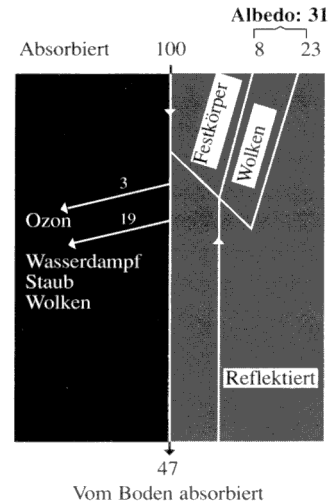 Albedo: 31
Absorbiert 100 8 23
Festkörper
Wolken
3
Ozon
19
Wasserdampf
Staub
Wolken
Reflektiert
47
Vom Boden absorbiert